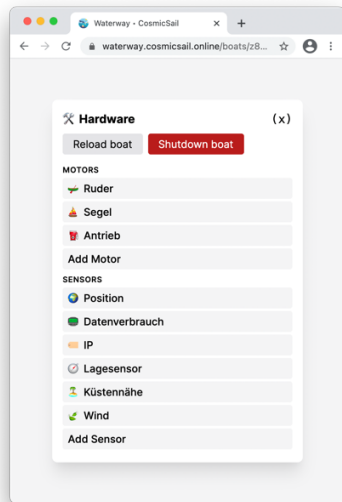 Waterway • CosmicSail
waterway.cosmicsail.online/boats/z8...
Hardware (x)
Reload boat Shutdown boat
MOTORS
Ruder
Segel
Antrieb
Add Motor
SENSORS
Position
Datenverbrauch
IP
Lagesensor
Küstennähe
Wind
Add Sensor